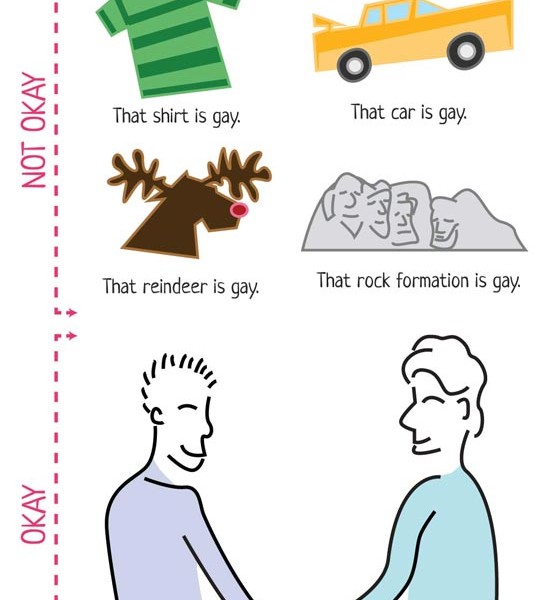 NOT OKAY
That shirt is gay.
That car is gay.
That reindeer is gay.
That rock formation is gay.
OKAY